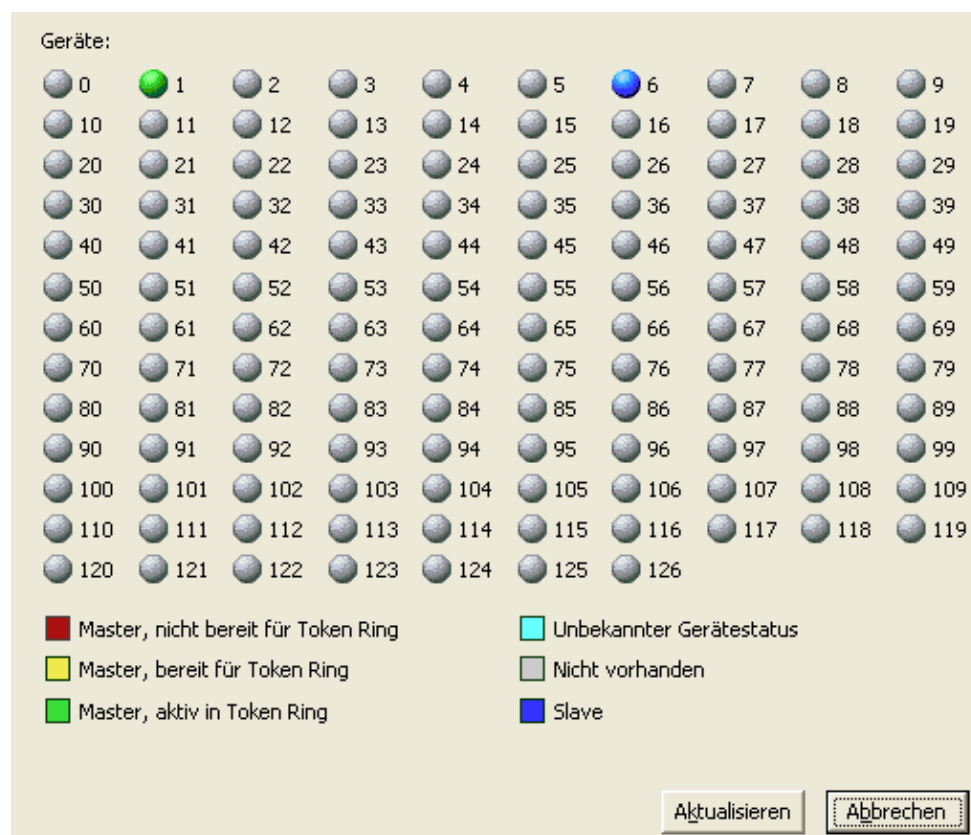 Geräte:
0 1 2 3 4 5 6 7 8 9
10 11 12 13 14 15 16 17 18 19
20 21 22 23 24 25 26 27 28 29
30 31 32 33 34 35 36 37 38 39
40 41 42 43 44 45 46 47 48 49
50 51 52 53 54 55 56 57 58 59
60 61 62 63 64 65 66 67 68 69
70 71 72 73 74 75 76 77 78 79
80 81 82 83 84 85 86 87 88 89
90 91 92 93 94 95 96 97 98 99
100 101 102 103 104 105 106 107 108 109
110 111 112 113 114 115 116 117 118 119
120 121 122 123 124 125 126
Master, nicht bereit für Token Ring Unbekannter Gerätestatus
Master, bereit für Token Ring Nicht vorhanden
Master, aktiv in Token Ring Slave
Aktualisieren Abbrechen